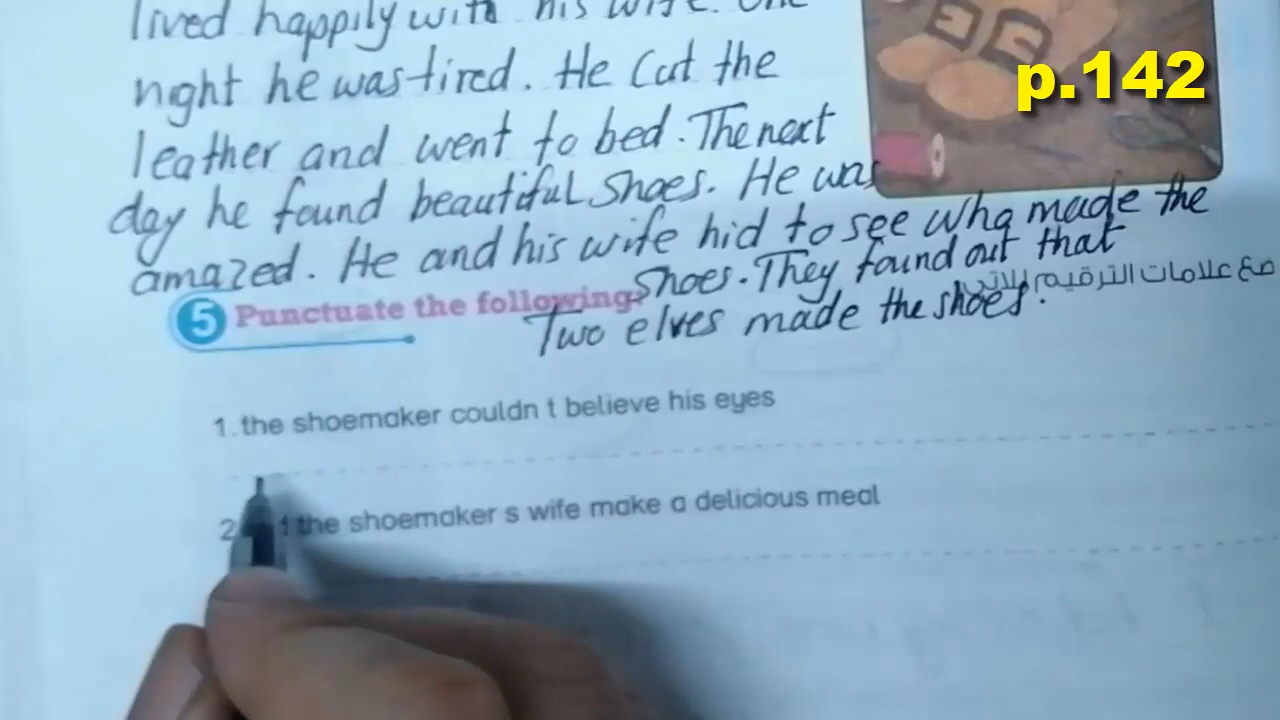 lived happily with his wife. One
p.142
night he was tired. He Cut the
leather and went to bed. The next
day he found beautiful Shoes. He was
amazed. He and his wife hid to see who made the
Shoes. They found out that
ضع علامات الترقيم للآتي:
5 Punctuate the following:
Two elves made the shoes.
1. the shoemaker couldn t believe his eyes
2. the shoemaker s wife make a delicious meal